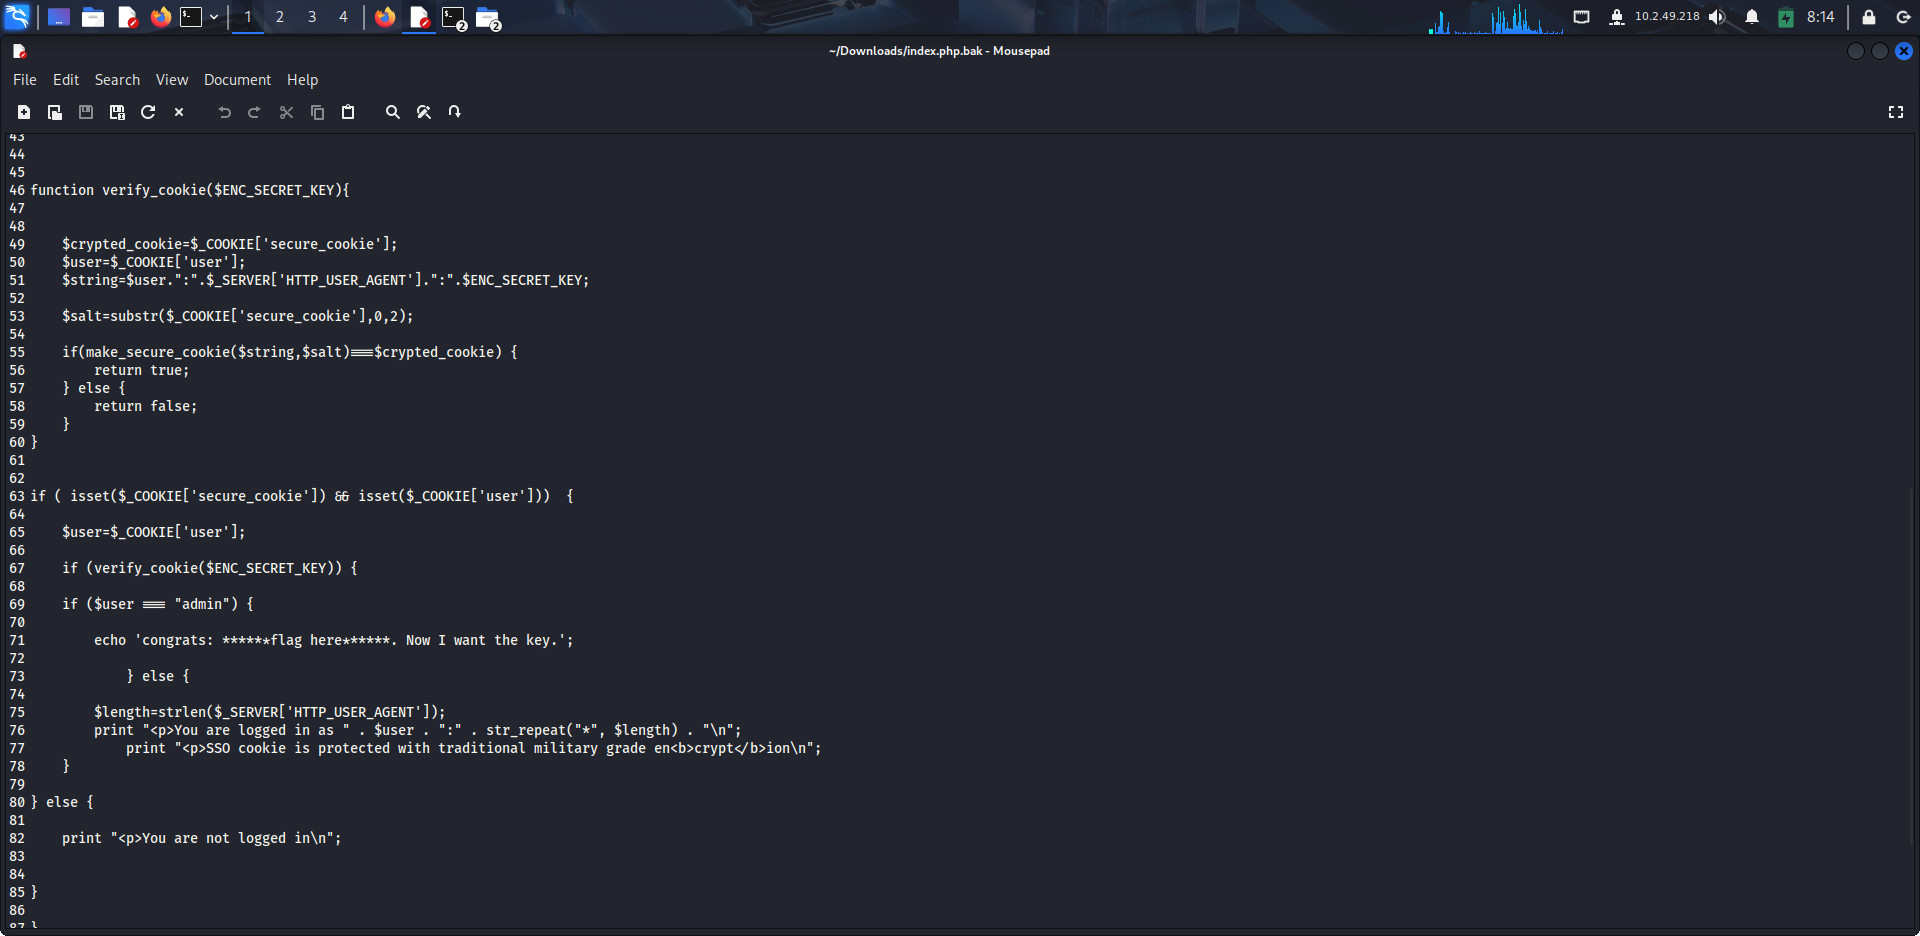 1 2 3 4 2 2 10.2.49.218 8:14
~/Downloads/index.php.bak - Mousepad
File Edit Search View Document Help
43
44
45
46 function verify_cookie($ENC_SECRET_KEY){
47
48
49     $crypted_cookie=$_COOKIE['secure_cookie'];
50     $user=$_COOKIE['user'];
51     $string=$user.":".$_SERVER['HTTP_USER_AGENT'].":".$ENC_SECRET_KEY;
52
53     $salt=substr($_COOKIE['secure_cookie'],0,2);
54
55     if(make_secure_cookie($string,$salt)===$crypted_cookie) {
56         return true;
57     } else {
58         return false;
59     }
60 }
61
62
63 if ( isset($_COOKIE['secure_cookie']) && isset($_COOKIE['user']))  {
64
65     $user=$_COOKIE['user'];
66
67     if (verify_cookie($ENC_SECRET_KEY)) {
68
69     if ($user === "admin") {
70
71         echo 'congrats: ******flag here******. Now I want the key.';
72
73             } else {
74
75         $length=strlen($_SERVER['HTTP_USER_AGENT']);
76         print "<p>You are logged in as " . $user . ":" . str_repeat("*", $length) . "\n";
77             print "<p>SSO cookie is protected with traditional military grade en<b>crypt</b>ion\n";
78     }
79
80 } else {
81
82     print "<p>You are not logged in\n";
83
84
85 }
86
87 }